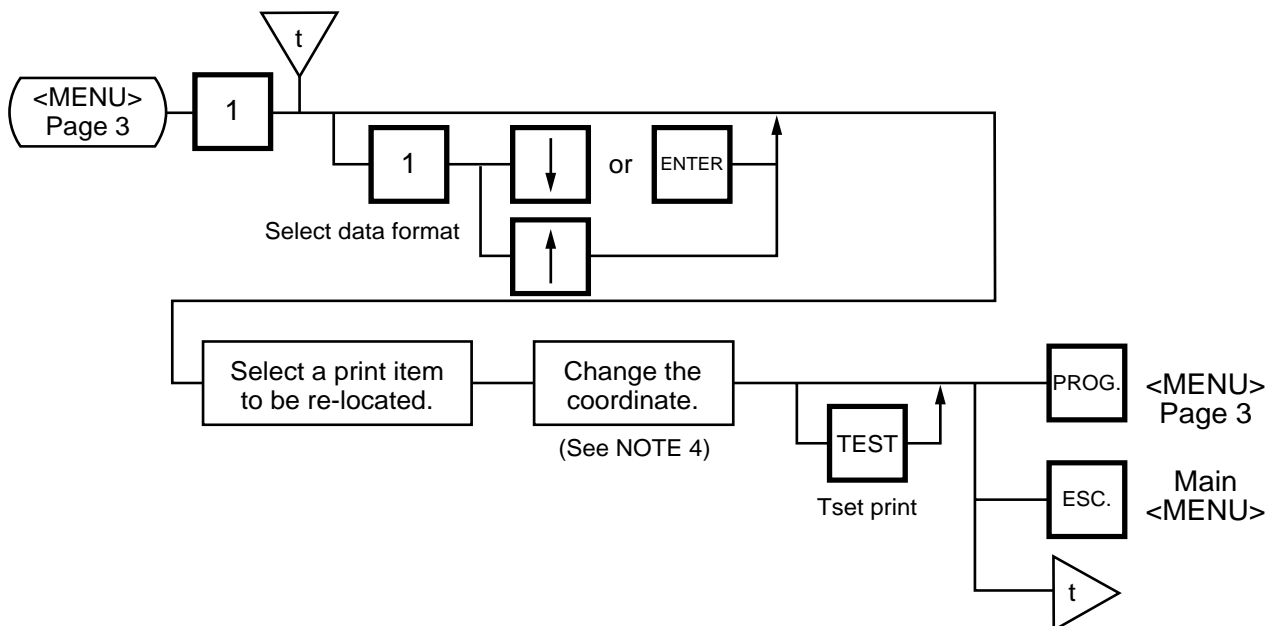 t
<MENU>
Page 3
1
1
or
ENTER
Select data format
Select a print item
to be re-located.
Change the
coordinate.
(See NOTE 4)
TEST
Tset print
PROG.
<MENU>
Page 3
ESC.
Main
<MENU>
t